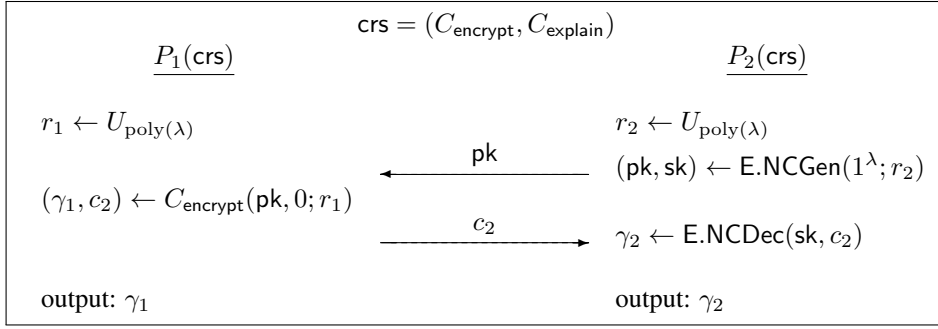 crs = (C_encrypt, C_explain)
P_1(crs) P_2(crs)
r_1 ← U_poly(λ) r_2 ← U_poly(λ)
pk (pk, sk) ← E.NCGen(1^λ; r_2)
(γ_1, c_2) ← C_encrypt(pk, 0; r_1)
c_2 γ_2 ← E.NCDec(sk, c_2)
output: γ_1 output: γ_2